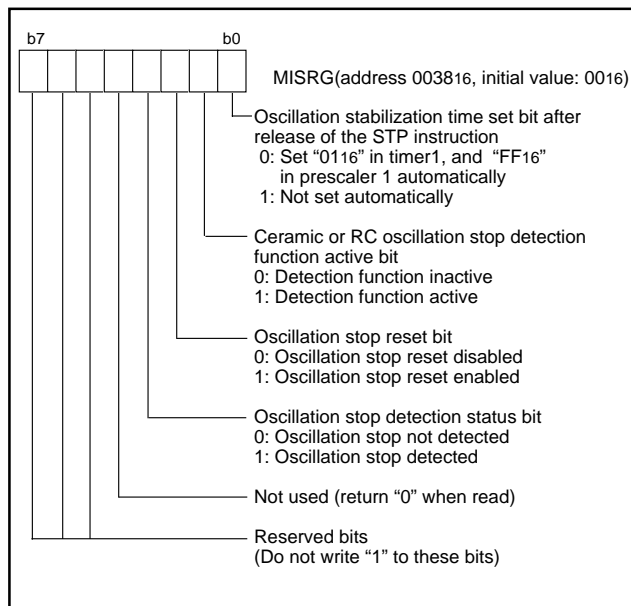 b7 b0
MISRG(address 003816, initial value: 0016)
Oscillation stabilization time set bit after
release of the STP instruction
0: Set “0116” in timer1, and “FF16”
in prescaler 1 automatically
1: Not set automatically
Ceramic or RC oscillation stop detection
function active bit
0: Detection function inactive
1: Detection function active
Oscillation stop reset bit
0: Oscillation stop reset disabled
1: Oscillation stop reset enabled
Oscillation stop detection status bit
0: Oscillation stop not detected
1: Oscillation stop detected
Not used (return “0” when read)
Reserved bits
(Do not write “1” to these bits)